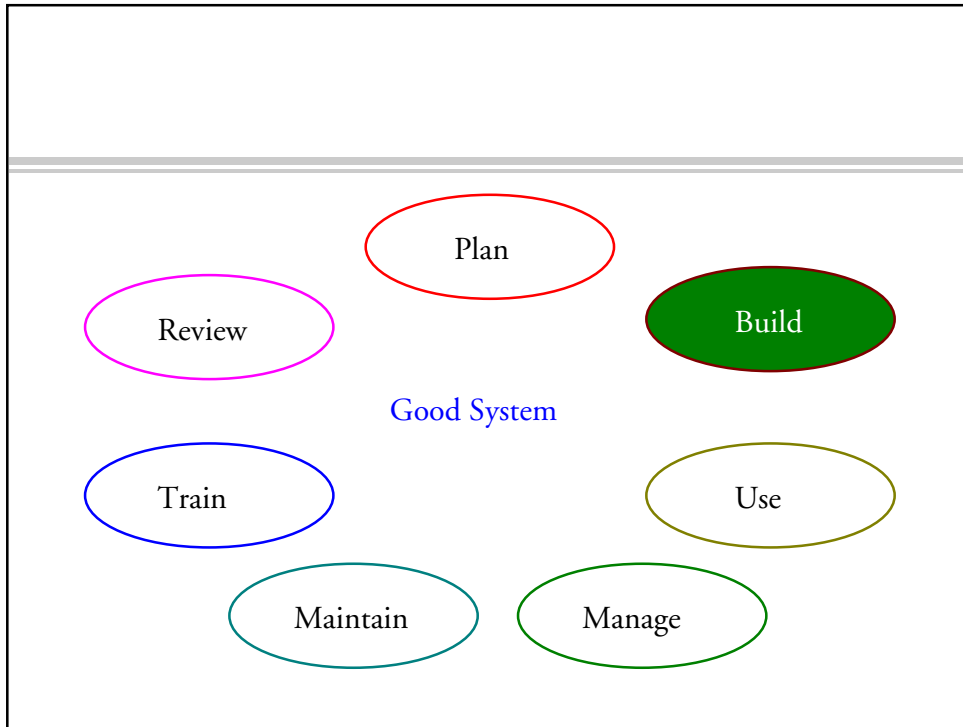 Plan
Build
Review
Good System
Train
Use
Maintain
Manage